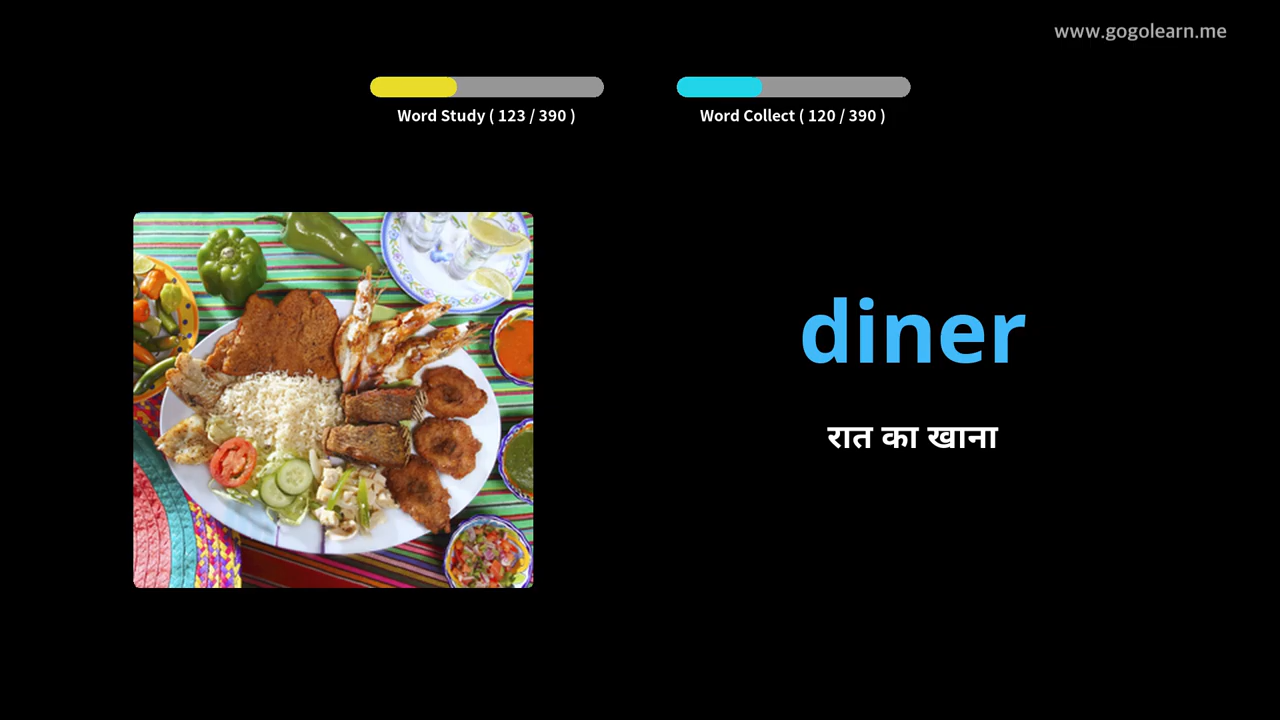 www.gogolearn.me
Word Study ( 123 / 390 )
Word Collect ( 120 / 390 )
diner
रात का खाना